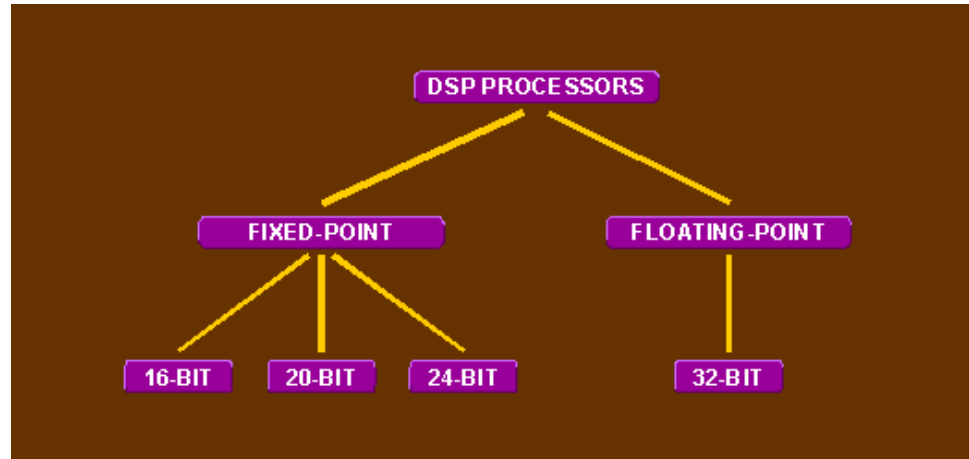 DSP PROCESSORS
FIXED-POINT
FLOATING-POINT
16-BIT
20-BIT
24-BIT
32-BIT